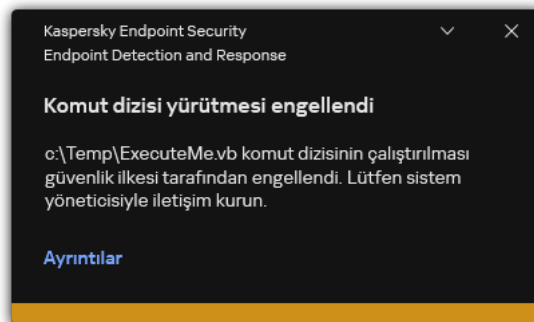 Kaspersky Endpoint Security
Endpoint Detection and Response
Komut dizisi yürütmesi engellendi
c:\Temp\ExecuteMe.vb komut dizisinin çalıştırılması
güvenlik ilkesi tarafından engellendi. Lütfen sistem
yöneticisiyle iletişim kurun.
Ayrıntılar